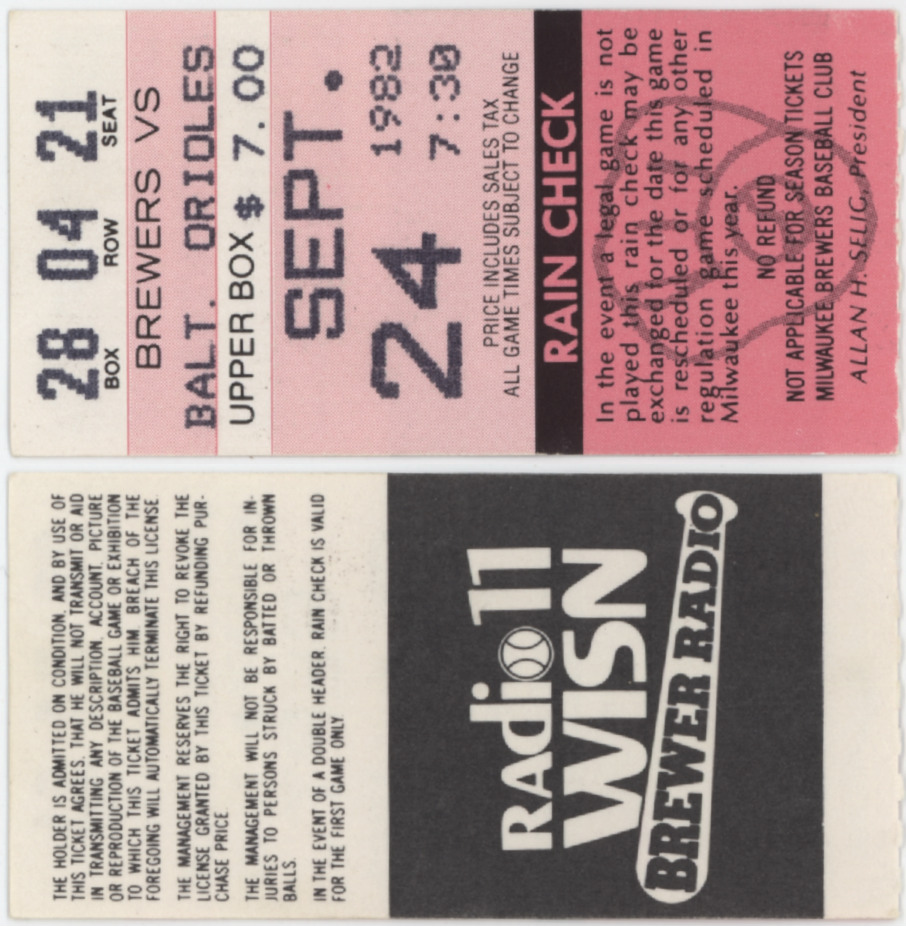 28 04 21
BOX ROW SEAT
BREWERS VS
BALT. ORIOLES
UPPER BOX $ 7.00
SEPT.
24 1982
7:30
PRICE INCLUDES SALES TAX
ALL GAME TIMES SUBJECT TO CHANGE
RAIN CHECK
In the event a legal game is not
played this rain check may be
exchanged for the date this game
is rescheduled or for any other
regulation game scheduled in
Milwaukee this year.
NO REFUND
NOT APPLICABLE FOR SEASON TICKETS
MILWAUKEE BREWERS BASEBALL CLUB
ALLAN H. SELIG, President
THE HOLDER IS ADMITTED ON CONDITION, AND BY USE OF
THIS TICKET AGREES, THAT HE WILL NOT TRANSMIT OR AID
IN TRANSMITTING ANY DESCRIPTION, ACCOUNT, PICTURE
OR REPRODUCTION OF THE BASEBALL GAME OR EXHIBITION
TO WHICH THIS TICKET ADMITS HIM. BREACH OF THE
FOREGOING WILL AUTOMATICALLY TERMINATE THIS LICENSE.
THE MANAGEMENT RESERVES THE RIGHT TO REVOKE THE
LICENSE GRANTED BY THIS TICKET BY REFUNDING PUR-
CHASE PRICE.
THE MANAGEMENT WILL NOT BE RESPONSIBLE FOR IN-
JURIES TO PERSONS STRUCK BY BATTED OR THROWN
BALLS.
IN THE EVENT OF A DOUBLE HEADER, RAIN CHECK IS VALID
FOR THE FIRST GAME ONLY
RAdio 11
WISN
BREWER RADIO